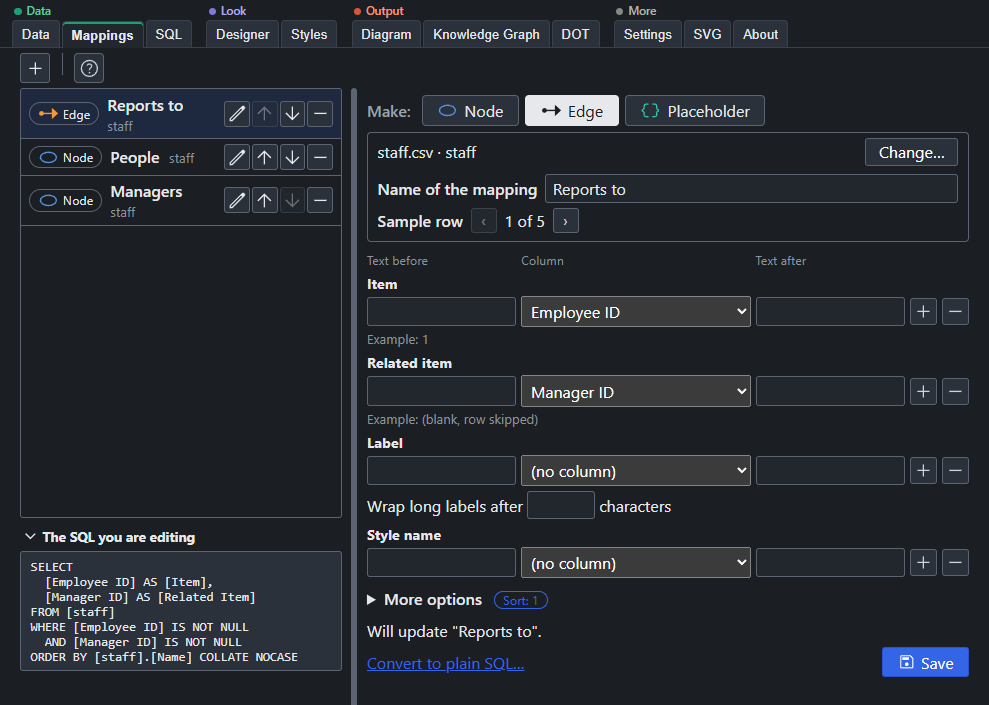 Data Look Output More
Data Mappings SQL Designer Styles Diagram Knowledge Graph DOT Settings SVG About
+ ?
Edge Reports to
staff
Node People staff
Node Managers
staff
The SQL you are editing
SELECT
[Employee ID] AS [Item],
[Manager ID] AS [Related Item]
FROM [staff]
WHERE [Employee ID] IS NOT NULL
AND [Manager ID] IS NOT NULL
ORDER BY [staff].[Name] COLLATE NOCASE
Make: Node Edge {} Placeholder
staff.csv · staff Change...
Name of the mapping Reports to
Sample row ‹ 1 of 5 ›
Text before Column Text after
Item
Employee ID
Example: 1
Related item
Manager ID
Example: (blank, row skipped)
Label
(no column)
Wrap long labels after characters
Style name
(no column)
More options Sort: 1
Will update "Reports to".
Convert to plain SQL...
Save